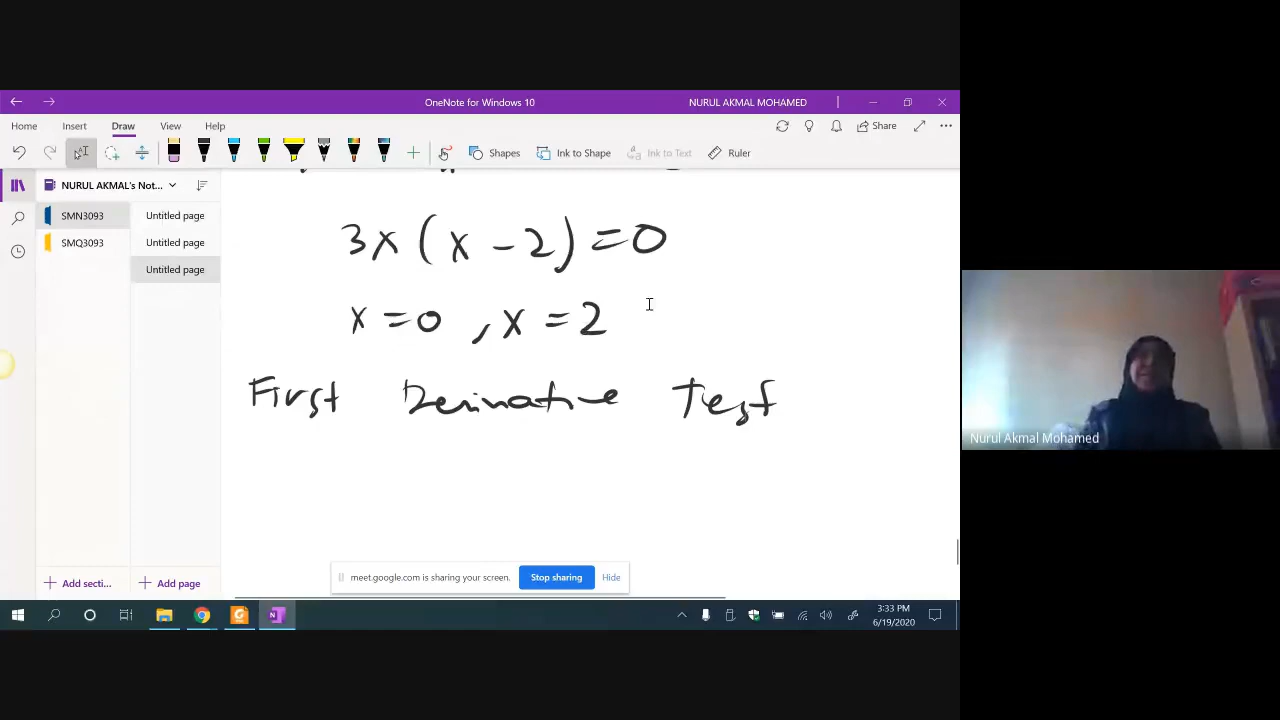 OneNote for Windows 10
NURUL AKMAL MOHAMED
Home Insert Draw View Help
Share
Shapes
Ink to Shape
Ink to Text
Ruler
NURUL AKMAL's Not...
SMN3093
SMQ3093
Untitled page
Untitled page
Untitled page
3x(x-2)=0
x=0, x=2
First Derivative Test
Nurul Akmal Mohamed
Add secti...
Add page
meet.google.com is sharing your screen.
Stop sharing
Hide
3:33 PM
6/19/2020